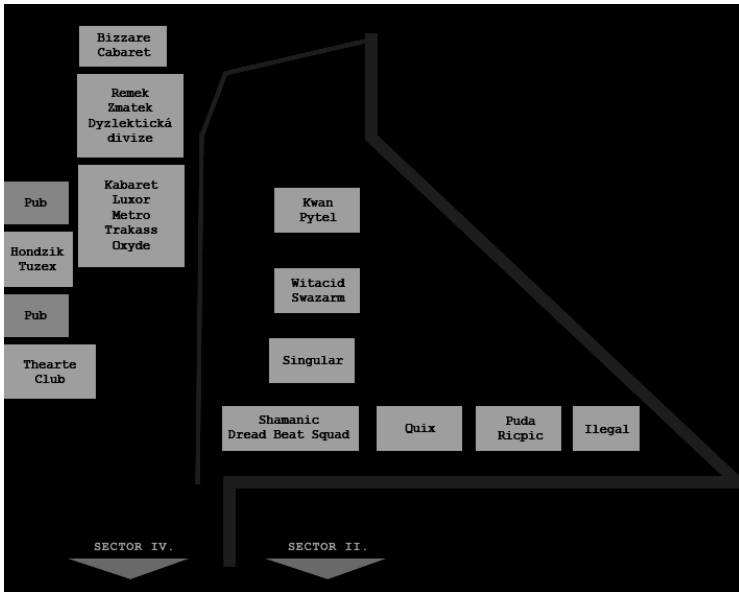 Bizzare
Cabaret
Remek
Zmatek
Dyzlektická
divize
Kabaret
Luxor
Metro
Trakass
Oxyde
Pub
Hondzik
Tuzex
Pub
Thearte
Club
Kwan
Pytel
Witacid
Swazarm
Singular
Shamanic
Dread Beat Squad
Quix
Puda
Ricpic
Ilegal
SECTOR IV.
SECTOR II.